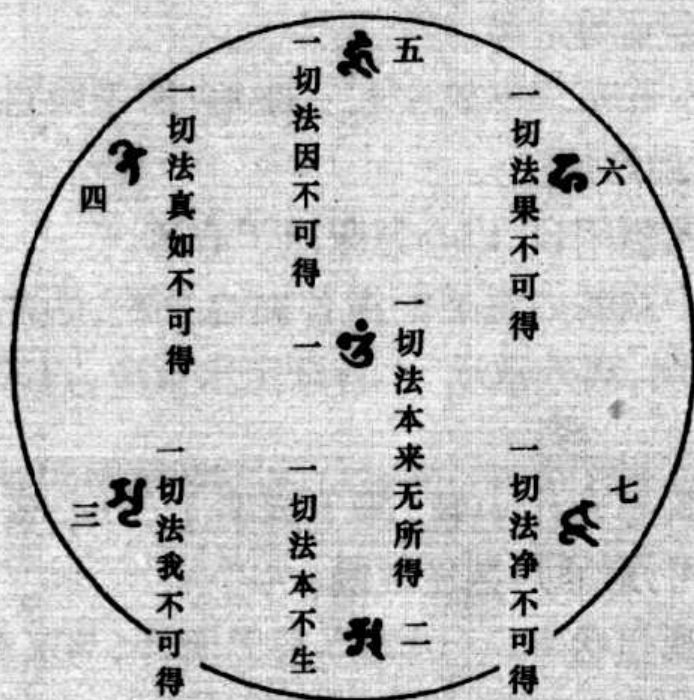 一
一切法本来无所得
二
一切法本不生
三
一切法我不可得
四
一切法真如不可得
五
一切法因不可得
六
一切法果不可得
七
一切法净不可得